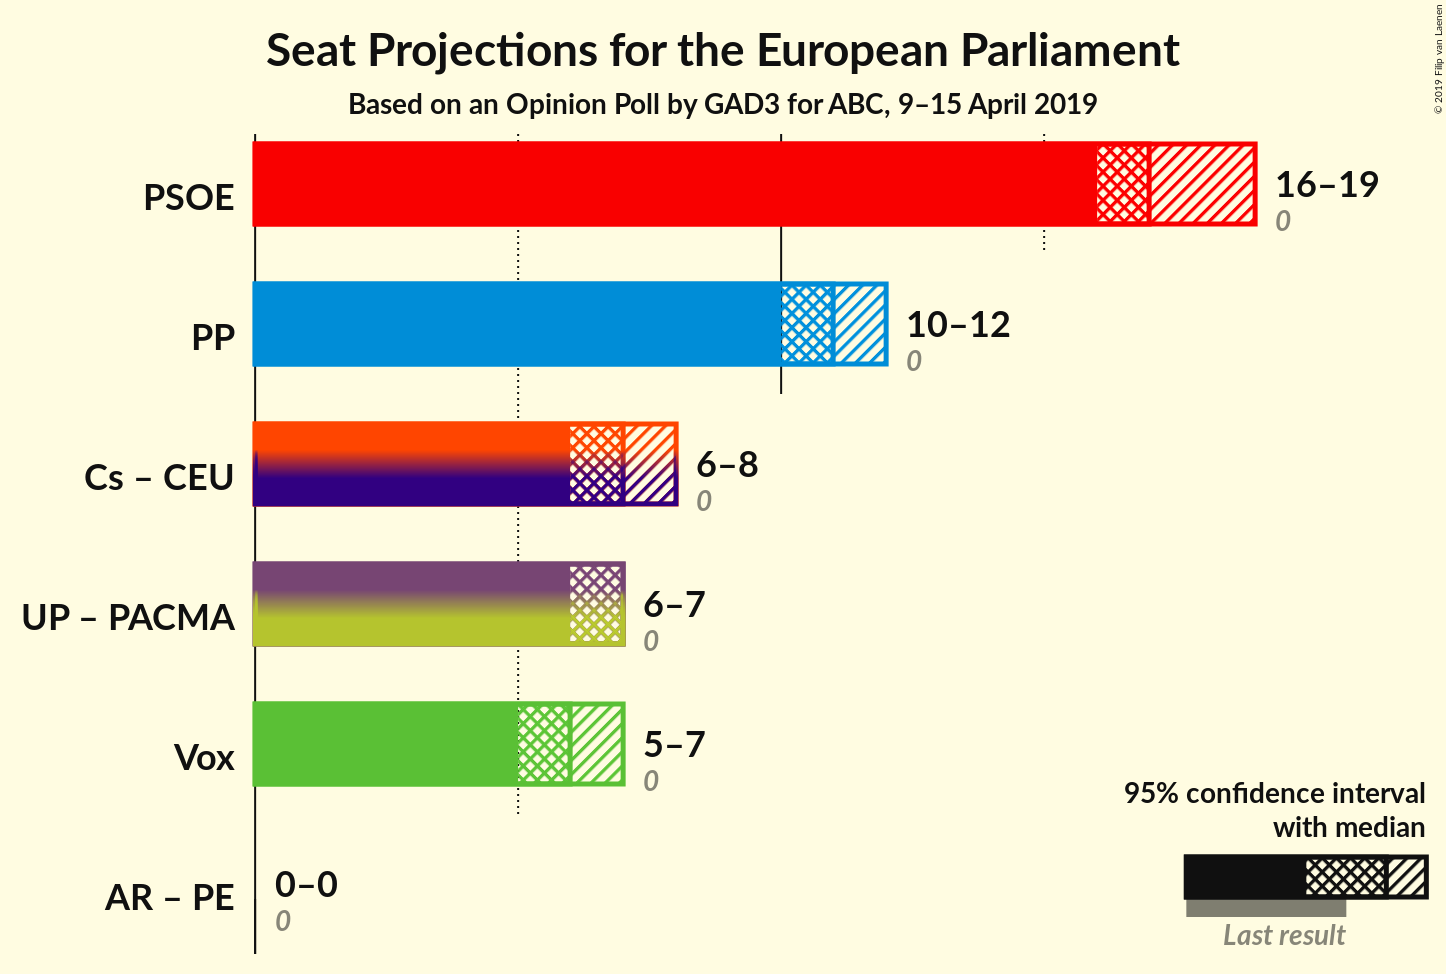 Seat Projections for the European Parliament
Based on an Opinion Poll by GAD3 for ABC, 9–15 April 2019
© 2019 Filip van Laenen
PSOE
16–19
0
PP
10–12
0
Cs – CEU
6–8
0
UP – PACMA
6–7
0
Vox
5–7
0
AR – PE
0–0
0
95% confidence interval
with median
Last result